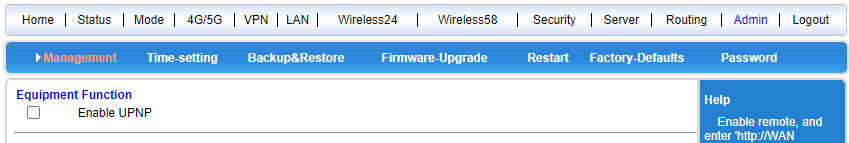 Home Status Mode 4G/5G VPN LAN Wireless24 Wireless58 Security Server Routing Admin Logout
Management Time-setting Backup&Restore Firmware-Upgrade Restart Factory-Defaults Password
Equipment Function
Enable UPNP
Help
Enable remote, and
enter 'http://WAN